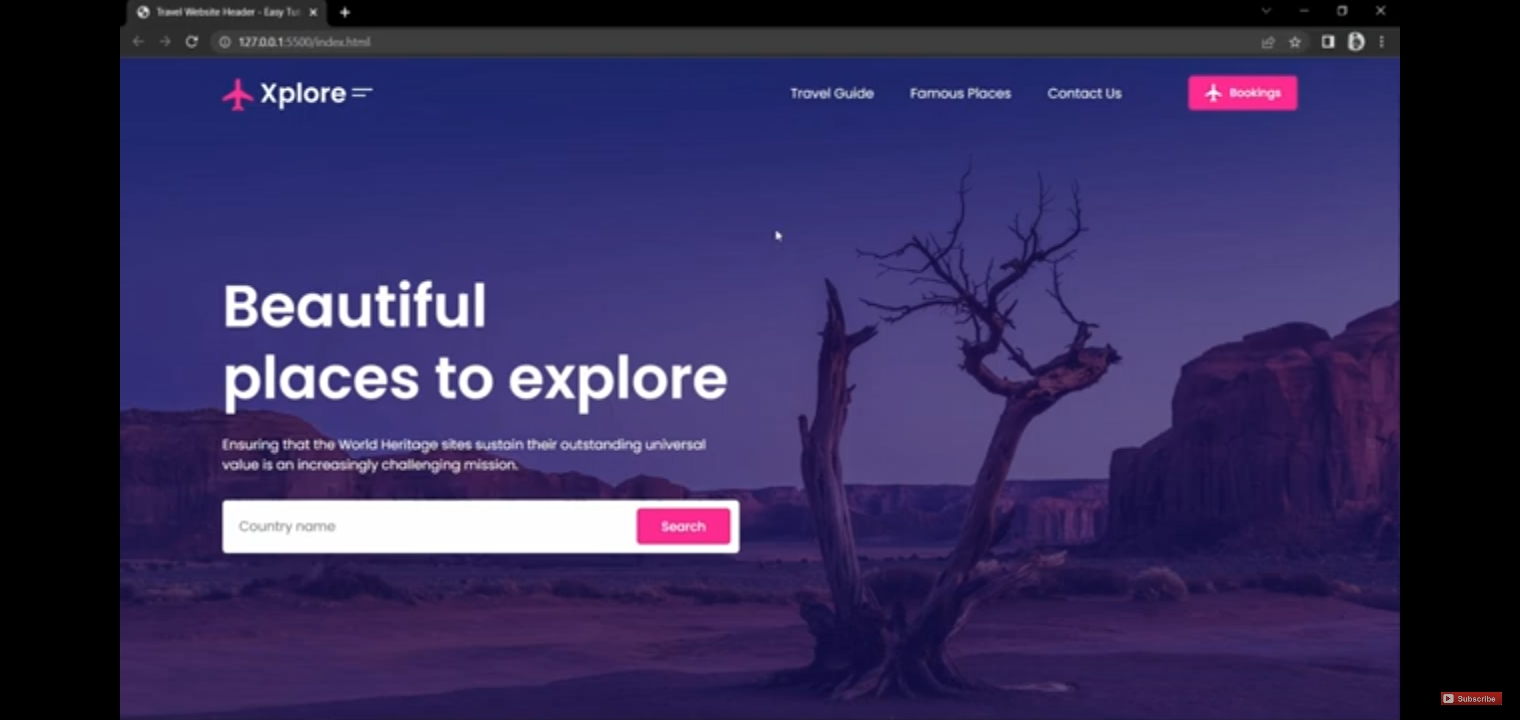 Travel Website Header - Easy Tut
127.0.0.1:5500/index.html
Xplore
Travel Guide
Famous Places
Contact Us
Bookings
Beautiful
places to explore
Ensuring that the World Heritage sites sustain their outstanding universal
value is an increasingly challenging mission.
Country name
Search
Subscribe